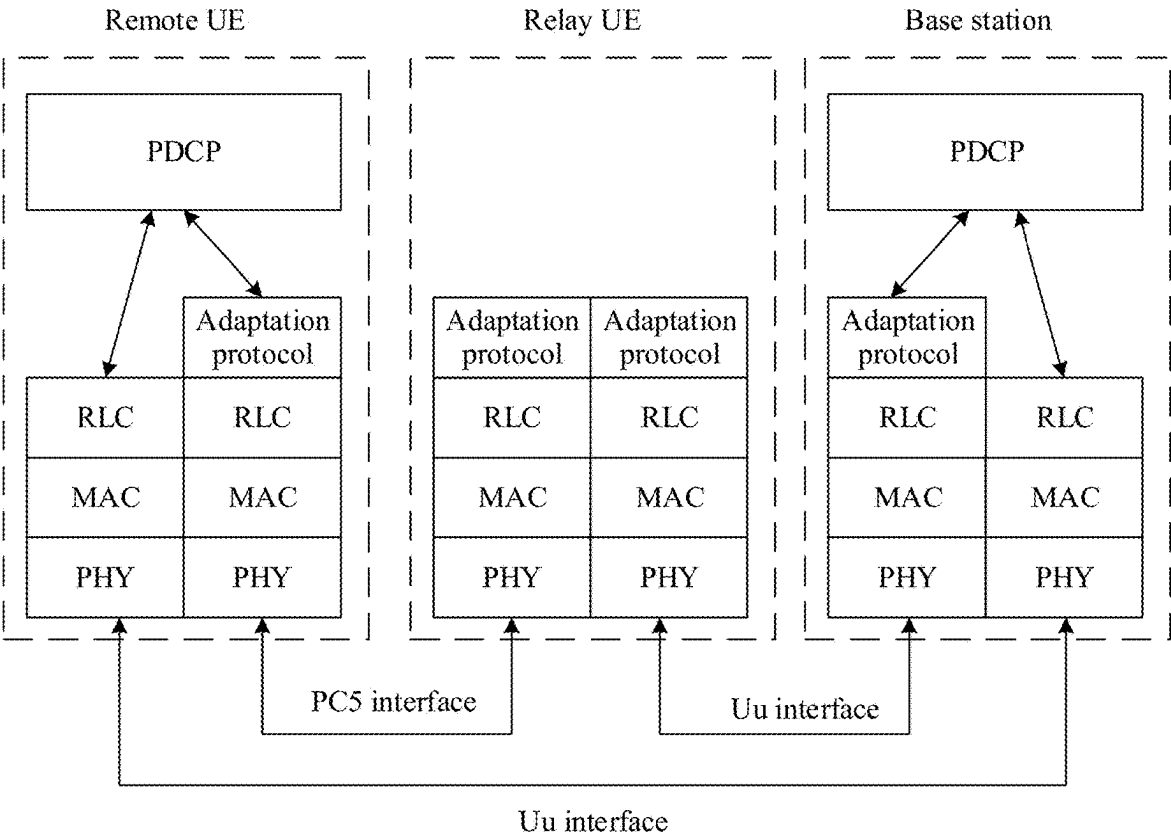 Remote UE
Relay UE
Base station
PDCP
PDCP
Adaptation
protocol
Adaptation
protocol
Adaptation
protocol
Adaptation
protocol
RLC
RLC
RLC
RLC
RLC
RLC
MAC
MAC
MAC
MAC
MAC
MAC
PHY
PHY
PHY
PHY
PHY
PHY
PC5 interface
Uu interface
Uu interface